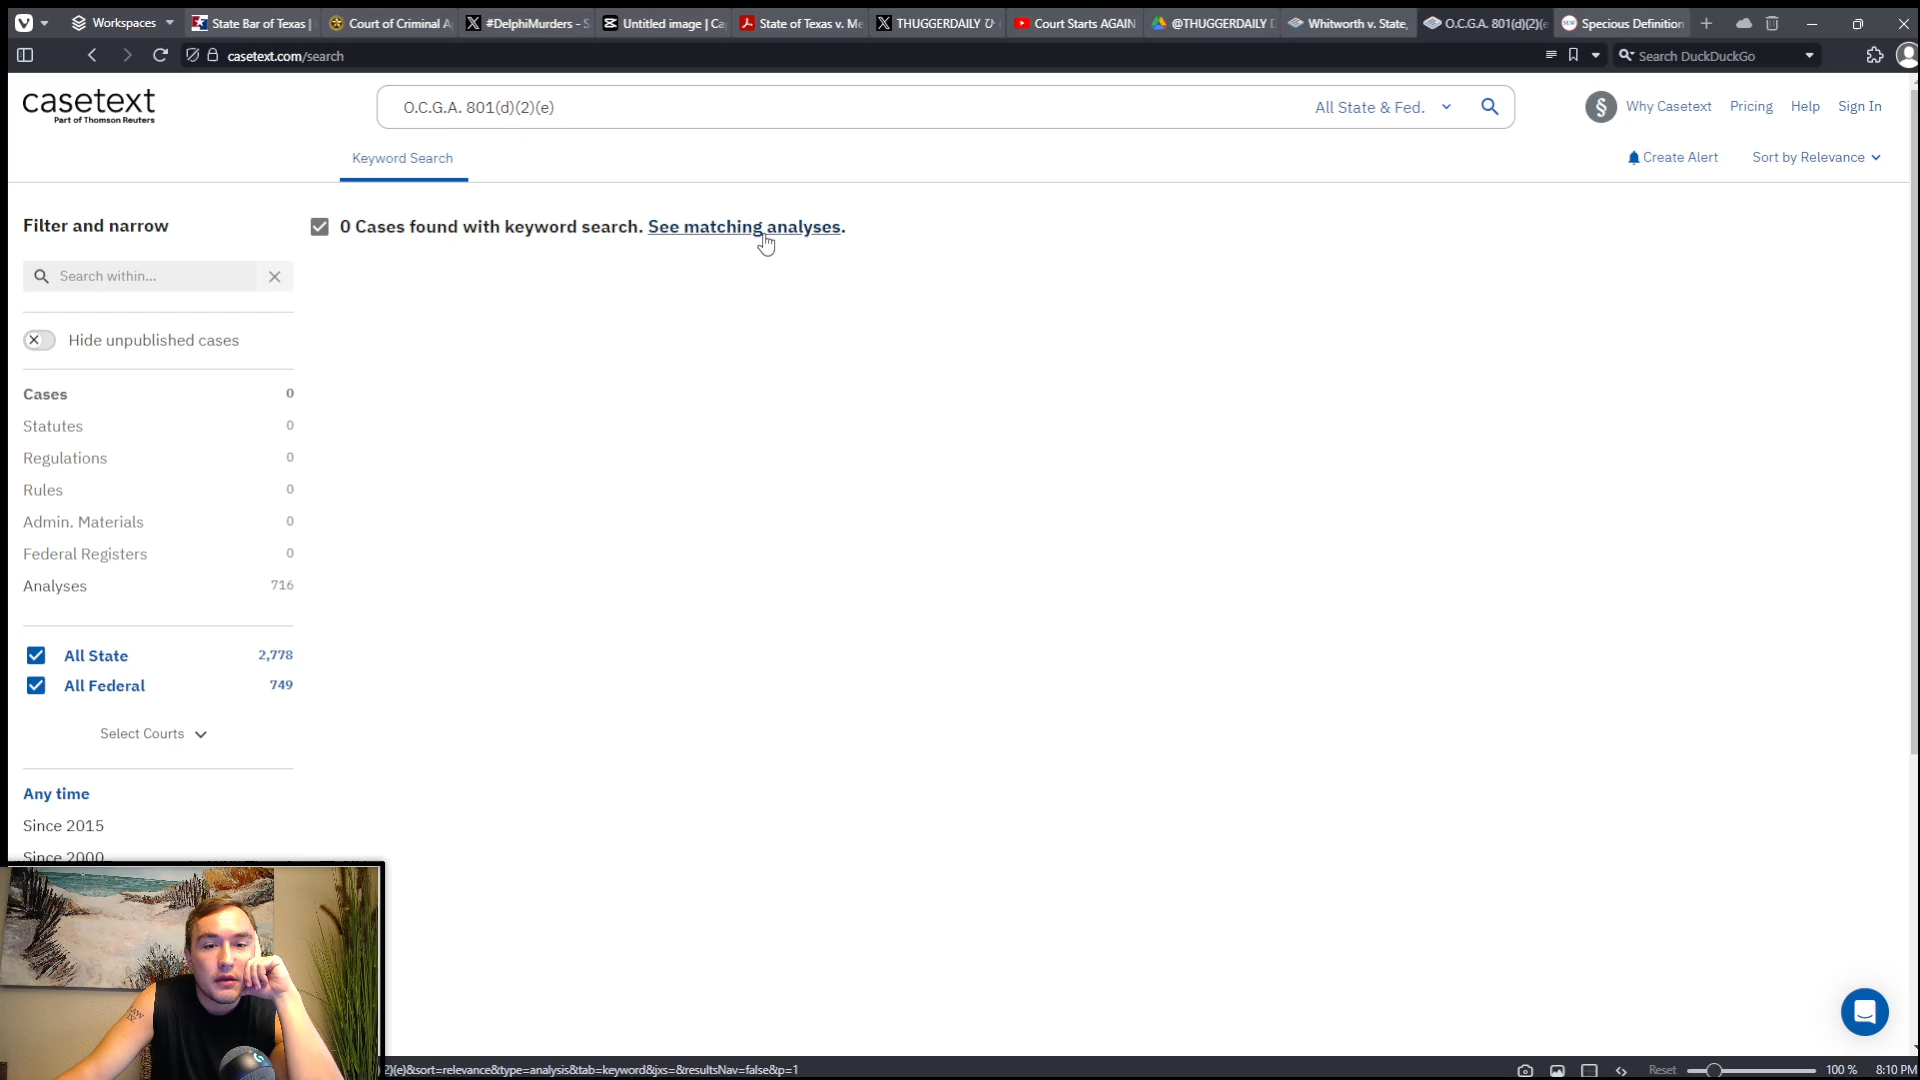 Workspaces
State Bar of Texas |
Court of Criminal A
#DelphiMurders - S
Untitled image | Ca
State of Texas v. Me
THUGGERDAILY
Court Starts AGAIN
@THUGGERDAILY
Whitworth v. State,
O.C.G.A. 801(d)(2)(e
Specious Definition
casetext.com/search
Search DuckDuckGo
casetext
Part of Thomson Reuters
O.C.G.A. 801(d)(2)(e)
All State & Fed.
§
Why Casetext
Pricing
Help
Sign In
Keyword Search
Create Alert
Sort by Relevance
Filter and narrow
0 Cases found with keyword search. See matching analyses.
Search within...
Hide unpublished cases
Cases 0
Statutes 0
Regulations 0
Rules 0
Admin. Materials 0
Federal Registers 0
Analyses 716
All State 2,778
All Federal 749
Select Courts
Any time
Since 2015
Since 2000
2)(e)&sort=relevance&type=analysis&tab=keyword&jxs=&resultsNav=false&p=1
Reset
100 %
8:10 PM